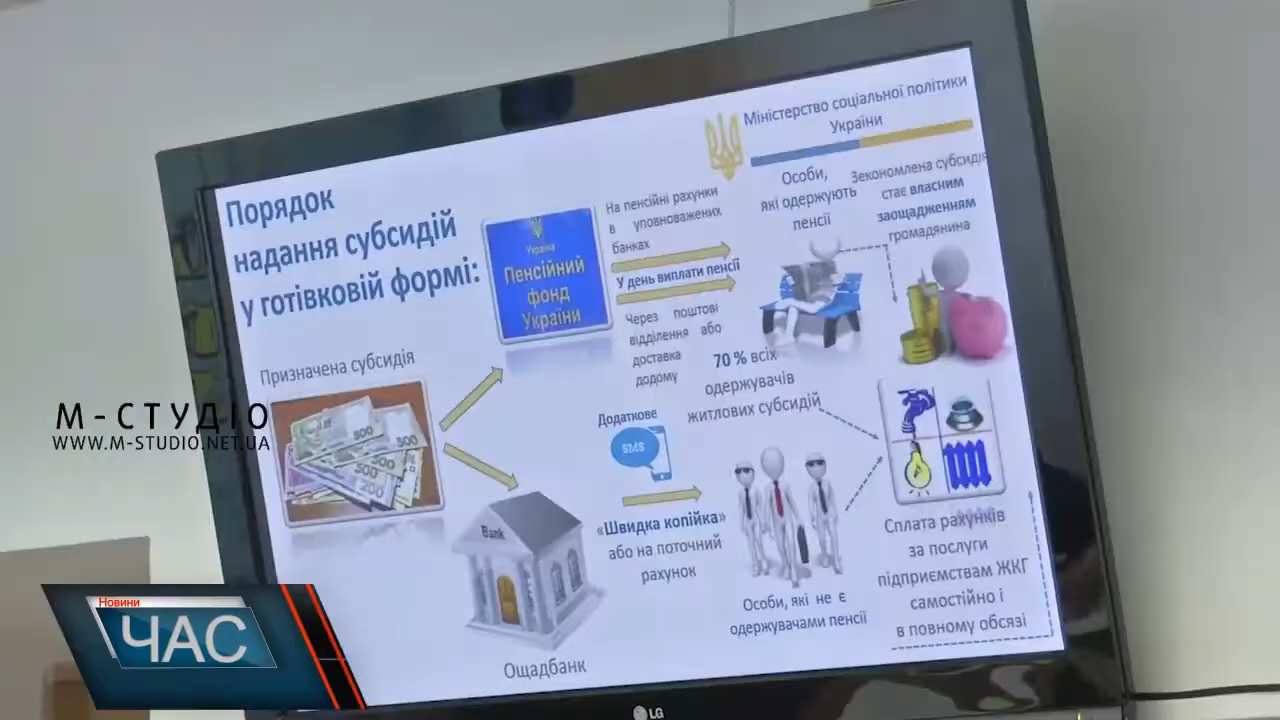 Міністерство соціальної політики
України
Порядок
надання субсидій
у готівковій формі:
Україна
Пенсійний
фонд
України
На пенсійні рахунки
в уповноважених
банках
У день виплати пенсії
Через поштові
відділення або
доставка
додому
Особи,
які одержують
пенсії
Зекономлена субсидія
стає власним
заощадженням
громадянина
Призначена субсидія
500
500
500
500
70 % всіх
одержувачів
житлових субсидій
Додаткове
SMS
«Швидка копійка»
або на поточний
рахунок
Bank
Ощадбанк
Особи, які не є
одержувачами пенсії
Сплата рахунків
за послуги
підприємствам ЖКГ
самостійно і
в повному обсязі
М-СТУДІО
WWW.M-STUDIO.NET.UA
Новини
ЧАС
LG